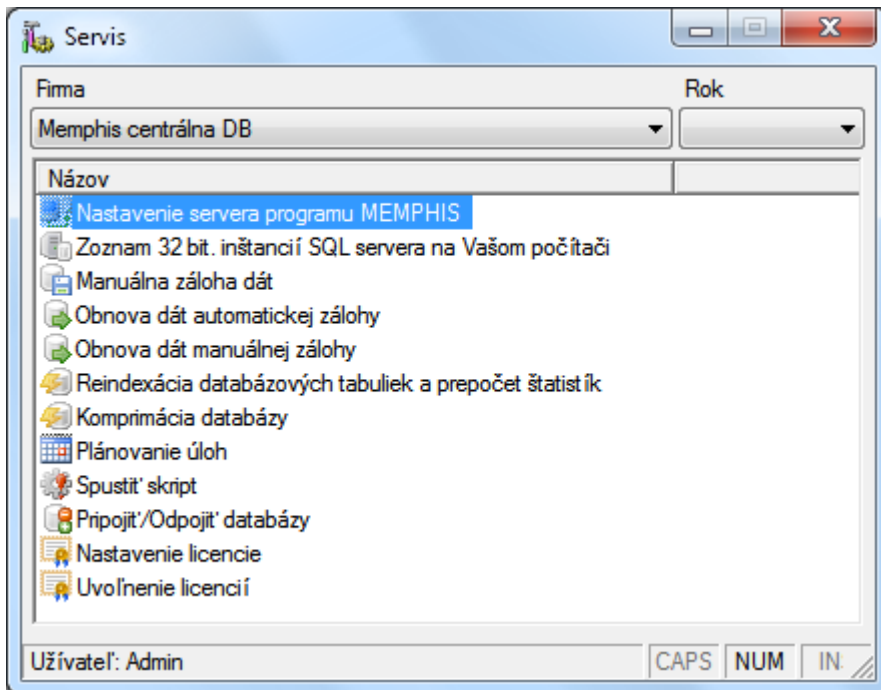 Servis
Firma Rok
Memphis centrálna DB
Názov
Nastavenie servera programu MEMPHIS
Zoznam 32 bit. inštancií SQL servera na Vašom počítači
Manuálna záloha dát
Obnova dát automatickej zálohy
Obnova dát manuálnej zálohy
Reindexácia databázových tabuliek a prepočet štatistík
Komprimácia databázy
Plánovanie úloh
Spustiť skript
Pripojiť/Odpojiť databázy
Nastavenie licencie
Uvoľnenie licencií
Užívateľ: Admin CAPS NUM IN